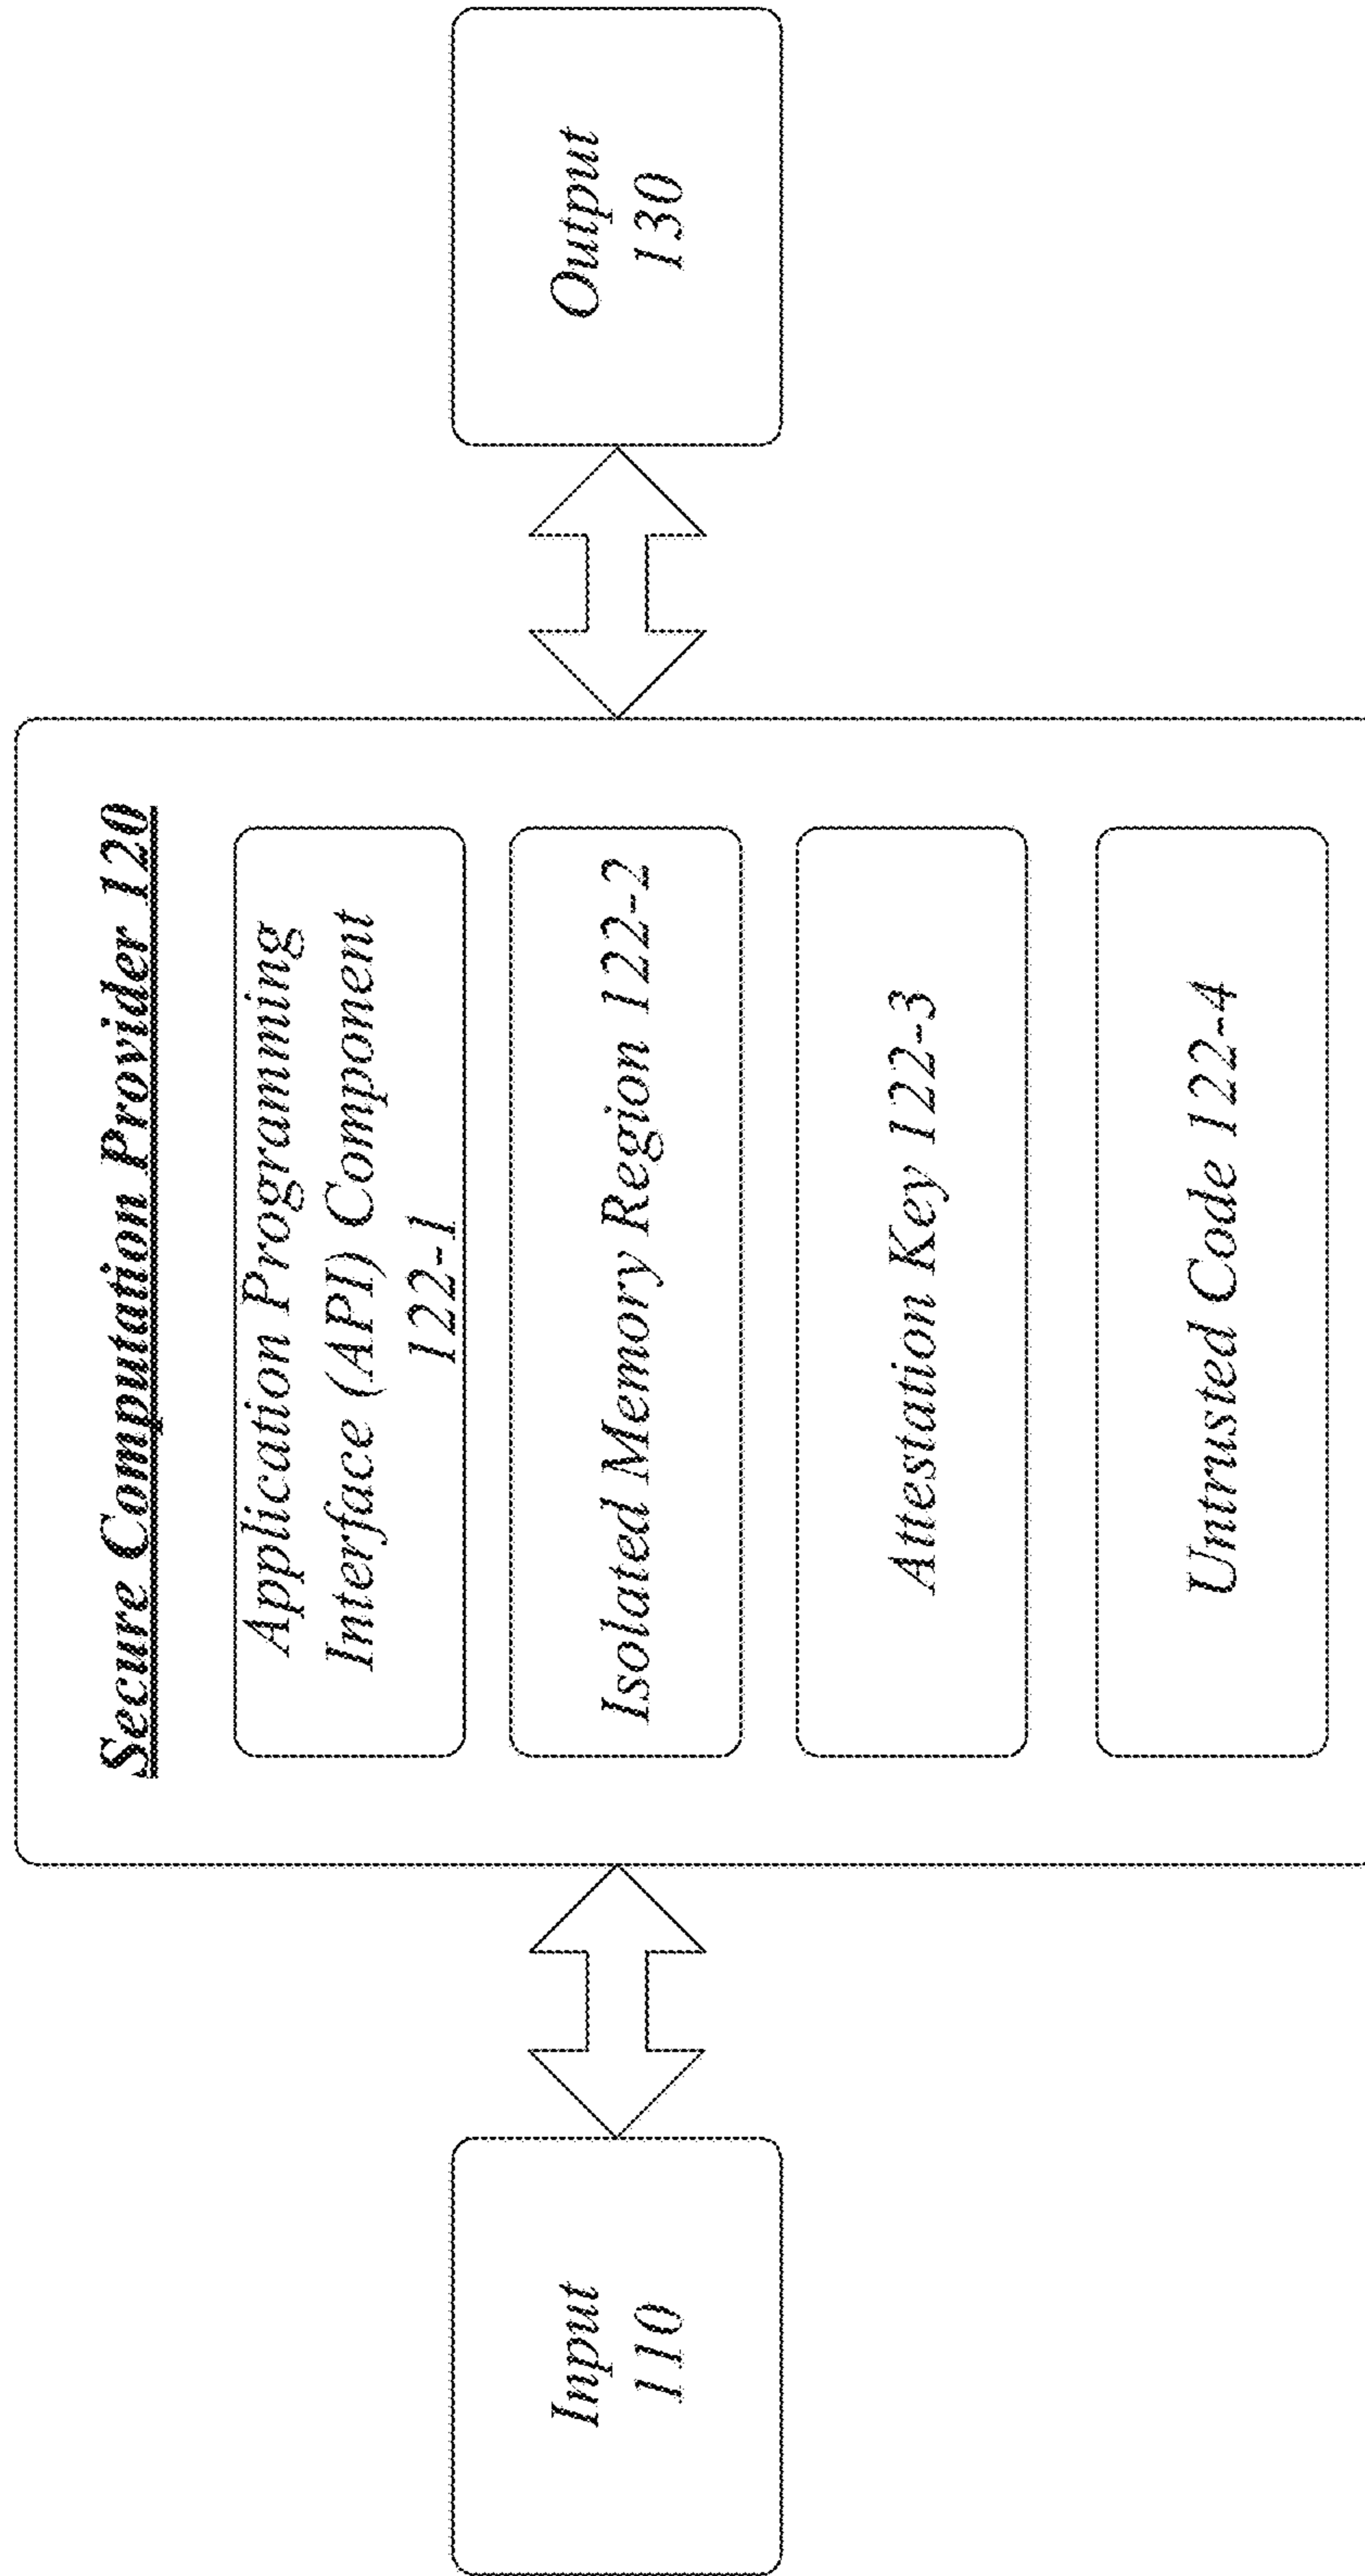 Secure Computation Provider 120
Input
110
Application Programming
Interface (API) Component
122-1
Isolated Memory Region 122-2
Attestation Key 122-3
Untrusted Code 122-4
Output
130